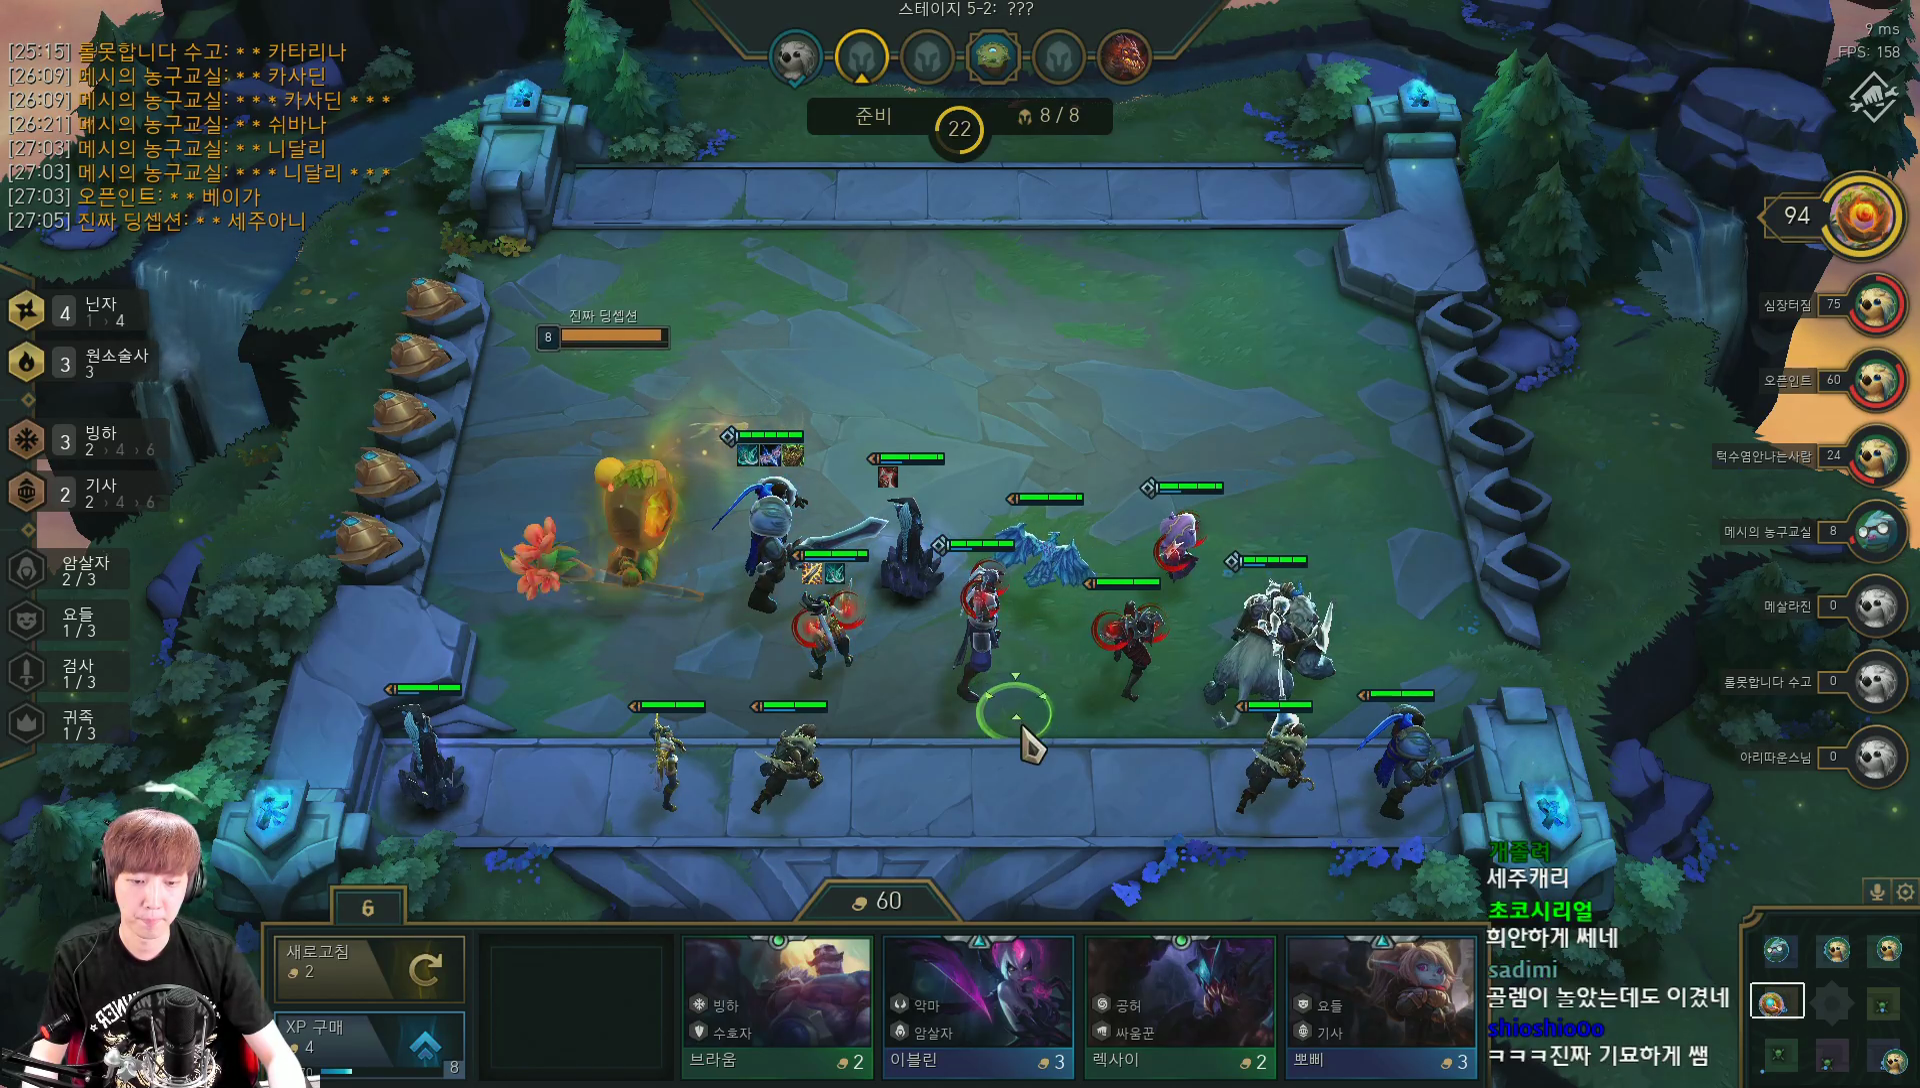 스테이지 5-2: ???
9 ms
FPS: 158
준비
22
8 / 8
[25:15] 롤못합니다 수고: * * 카타리나
[26:09] 메시의 농구교실: * * 카사딘
[26:09] 메시의 농구교실: * * * 카사딘 * * *
[26:21] 메시의 농구교실: * * 쉬바나
[27:03] 메시의 농구교실: * * 니달리
[27:03] 메시의 농구교실: * * * 니달리 * * *
[27:03] 오픈인트: * * 베이가
[27:05] 진짜 딩셉션: * * 세주아니
4 닌자
1 › 4
3 원소술사
3
3 빙하
2 › 4 › 6
2 기사
2 › 4 › 6
암살자
2 / 3
요들
1 / 3
검사
1 / 3
귀족
1 / 3
진짜 딩셉션
8
94
심장터짐 75
오픈인트 60
턱수염안나는사람 24
메시의 농구교실 8
메살라진 0
롤못합니다 수고 0
아리따운스님 0
개졸려
세주캐리
초코시리얼
희안하게 쎄네
sadimi
골렘이 놀았는데도 이겼네
shioshio0o
ㅋㅋㅋ진짜 기묘하게 쌤
6
60
새로고침
2
XP 구매
4
8
빙하
수호자
브라움 2
악마
암살자
이블린 3
공허
싸움꾼
렉사이 2
요들
기사
뽀삐 3